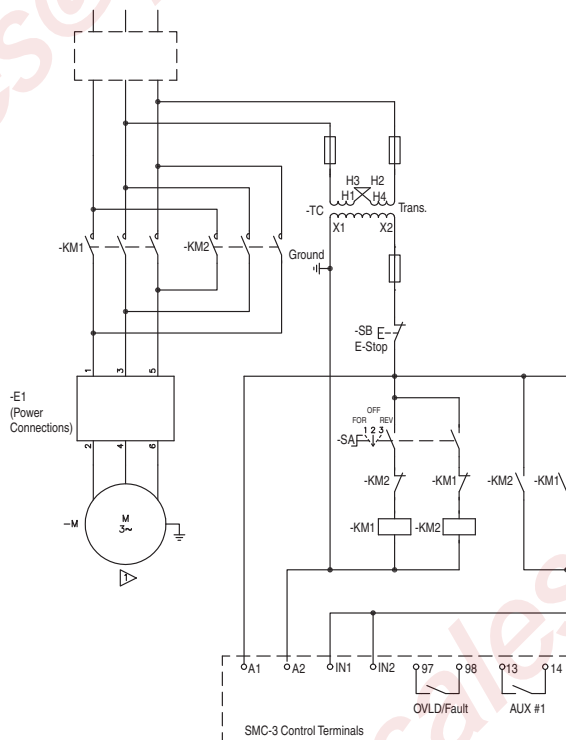 H3 H2
H1 H4
-TC
Trans.
X1 X2
-KM1
-KM2
Ground
-SB
E-Stop
1 3 5
-E1
(Power
Connections)
2 4 6
OFF
FOR REV
1 2 3
-SA
-KM2
-KM1
-KM2
-KM1
-KM1
-KM2
-M
M
3~
1
A1
A2
IN1
IN2
97
98
13
14
OVLD/Fault
AUX #1
SMC-3 Control Terminals
sales@
sales